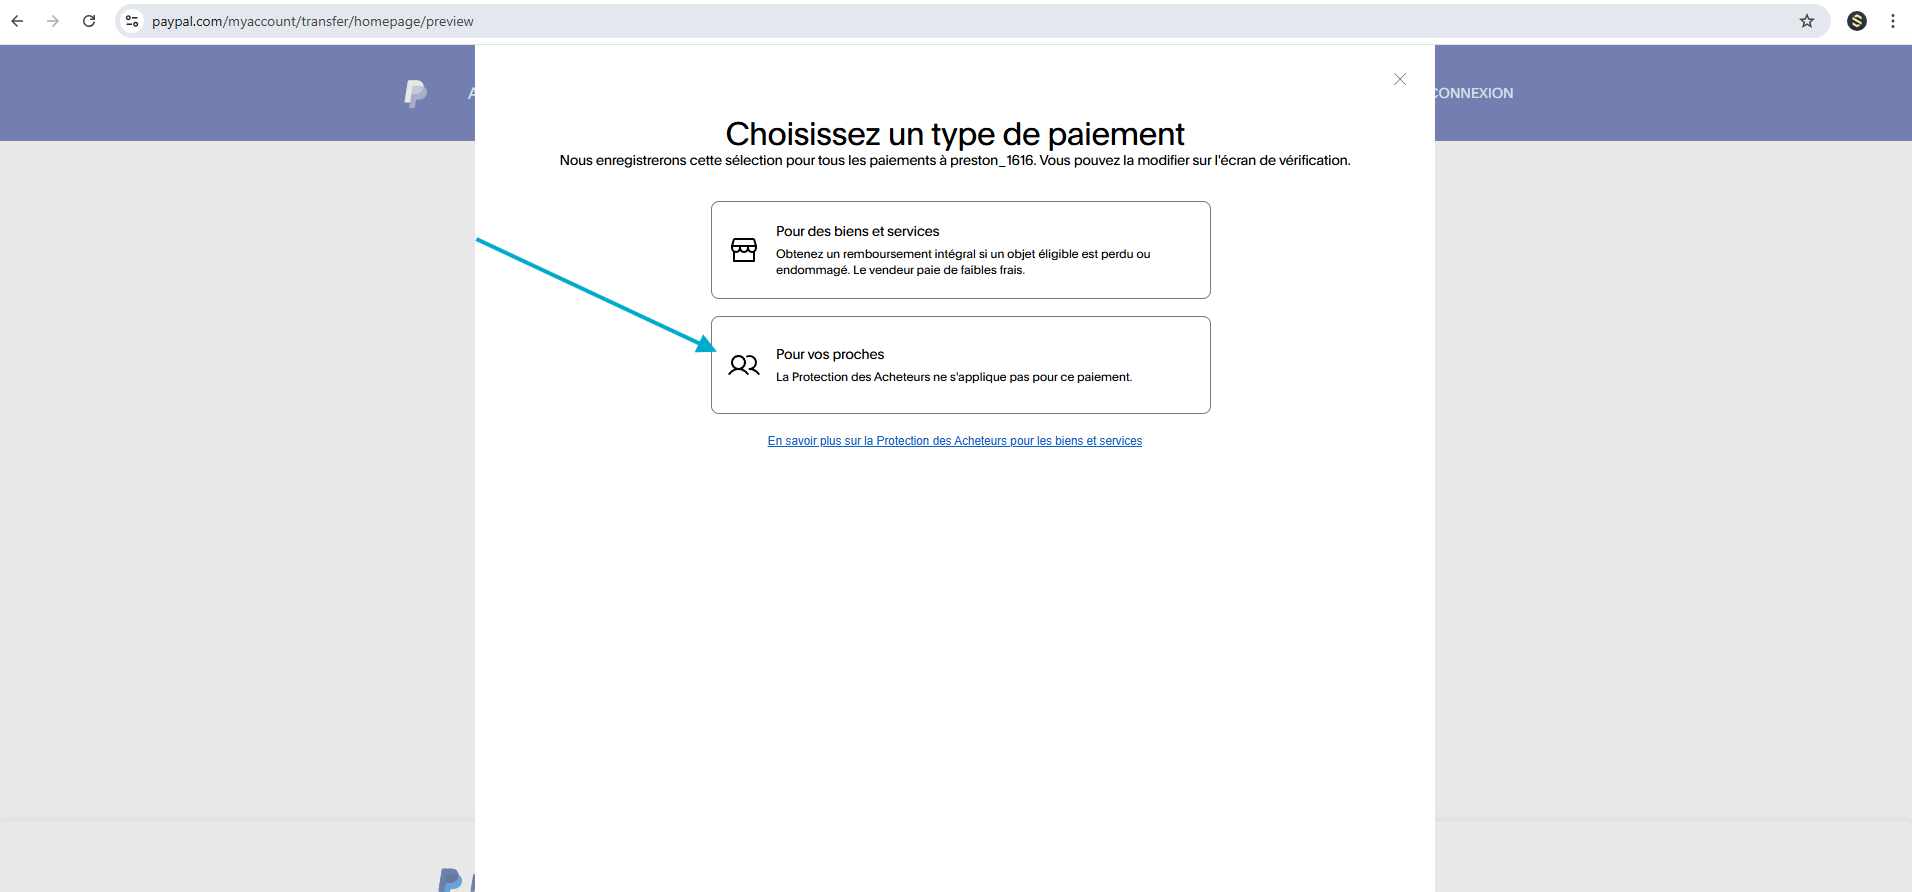 paypal.com/myaccount/transfer/homepage/preview
CONNEXION
Choisissez un type de paiement
Nous enregistrerons cette sélection pour tous les paiements à preston_1616. Vous pouvez la modifier sur l'écran de vérification.
Pour des biens et services
Obtenez un remboursement intégral si un objet éligible est perdu ou
endommagé. Le vendeur paie de faibles frais.
Pour vos proches
La Protection des Acheteurs ne s'applique pas pour ce paiement.
En savoir plus sur la Protection des Acheteurs pour les biens et services